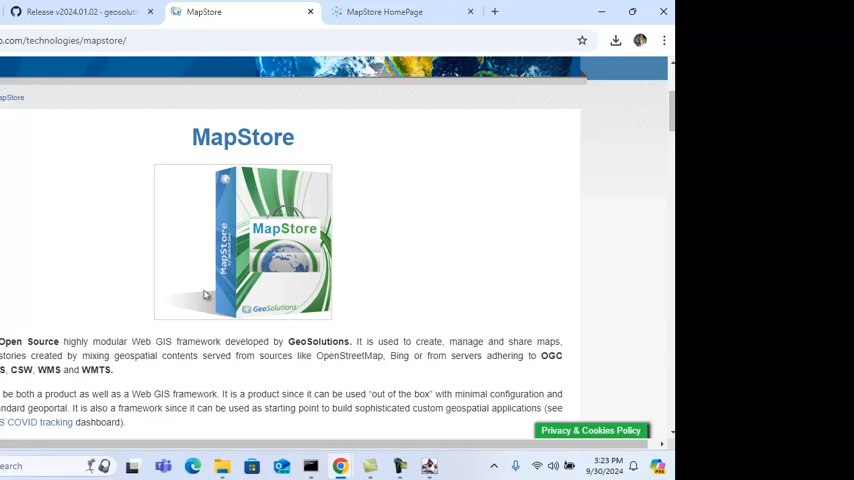 Release v2024.01.02 - geosoluti
MapStore
MapStore HomePage
o.com/technologies/mapstore/
apStore
MapStore
MapStore
MapStore
GeoSolutions
Open Source highly modular Web GIS framework developed by GeoSolutions. It is used to create, manage and share maps,
stories created by mixing geospatial contents served from sources like OpenStreetMap, Bing or from servers adhering to OGC
S, CSW, WMS and WMTS.
be both a product as well as a Web GIS framework. It is a product since it can be used “out of the box” with minimal configuration and
ndard geoportal. It is also a framework since it can be used as starting point to build sophisticated custom geospatial applications (see
S COVID tracking dashboard).
Privacy & Cookies Policy
earch
3:23 PM
9/30/2024